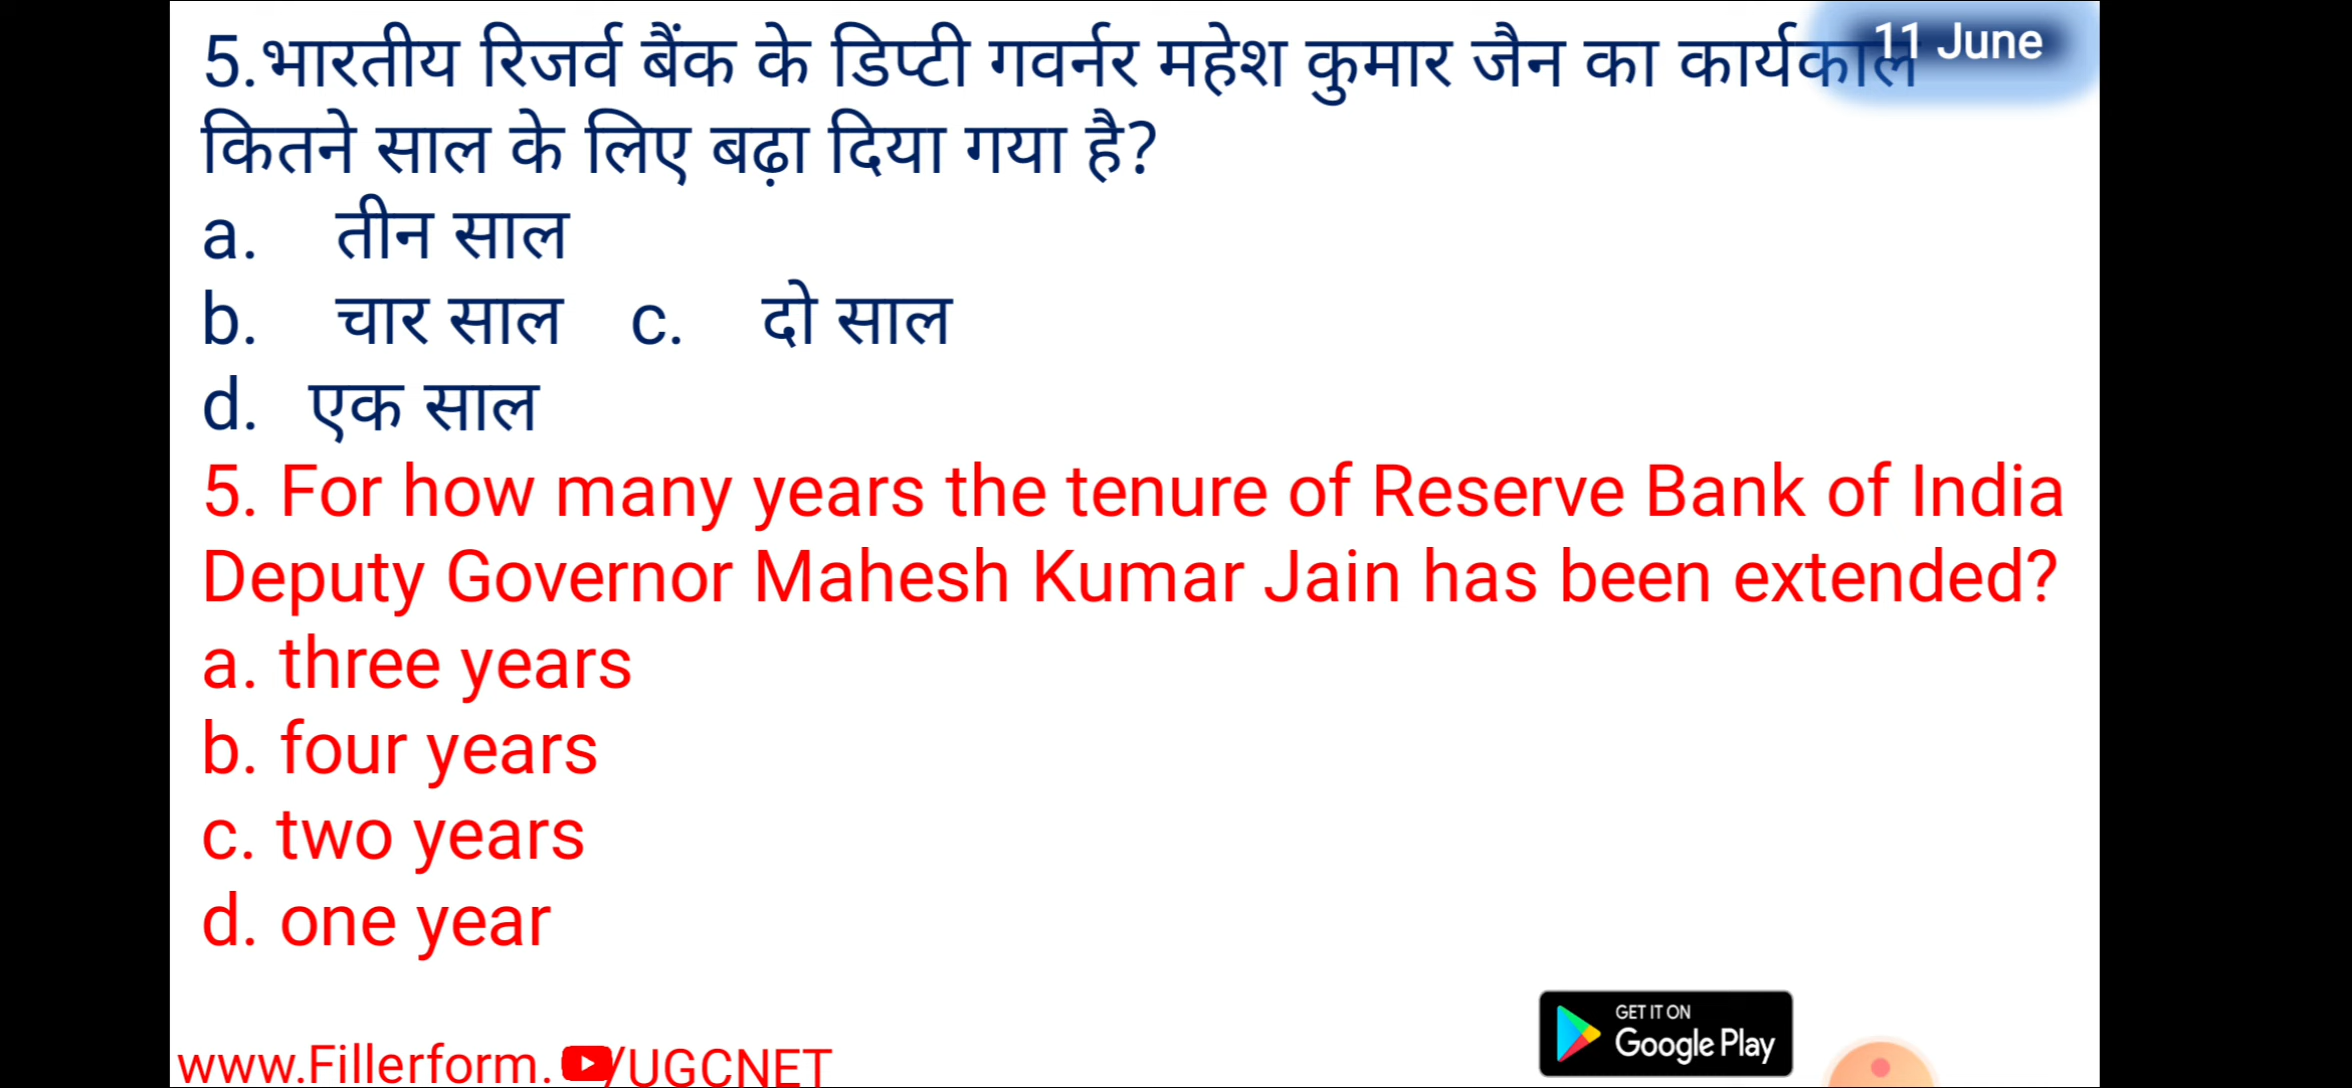 5.भारतीय रिजर्व बैंक के डिप्टी गवर्नर महेश कुमार जैन का कार्यकाल
11 June
कितने साल के लिए बढ़ा दिया गया है?
a. तीन साल
b. चार साल c. दो साल
d. एक साल
5. For how many years the tenure of Reserve Bank of India
Deputy Governor Mahesh Kumar Jain has been extended?
a. three years
b. four years
c. two years
d. one year
GET IT ON
Google Play
www.Fillerform. /UGCNET